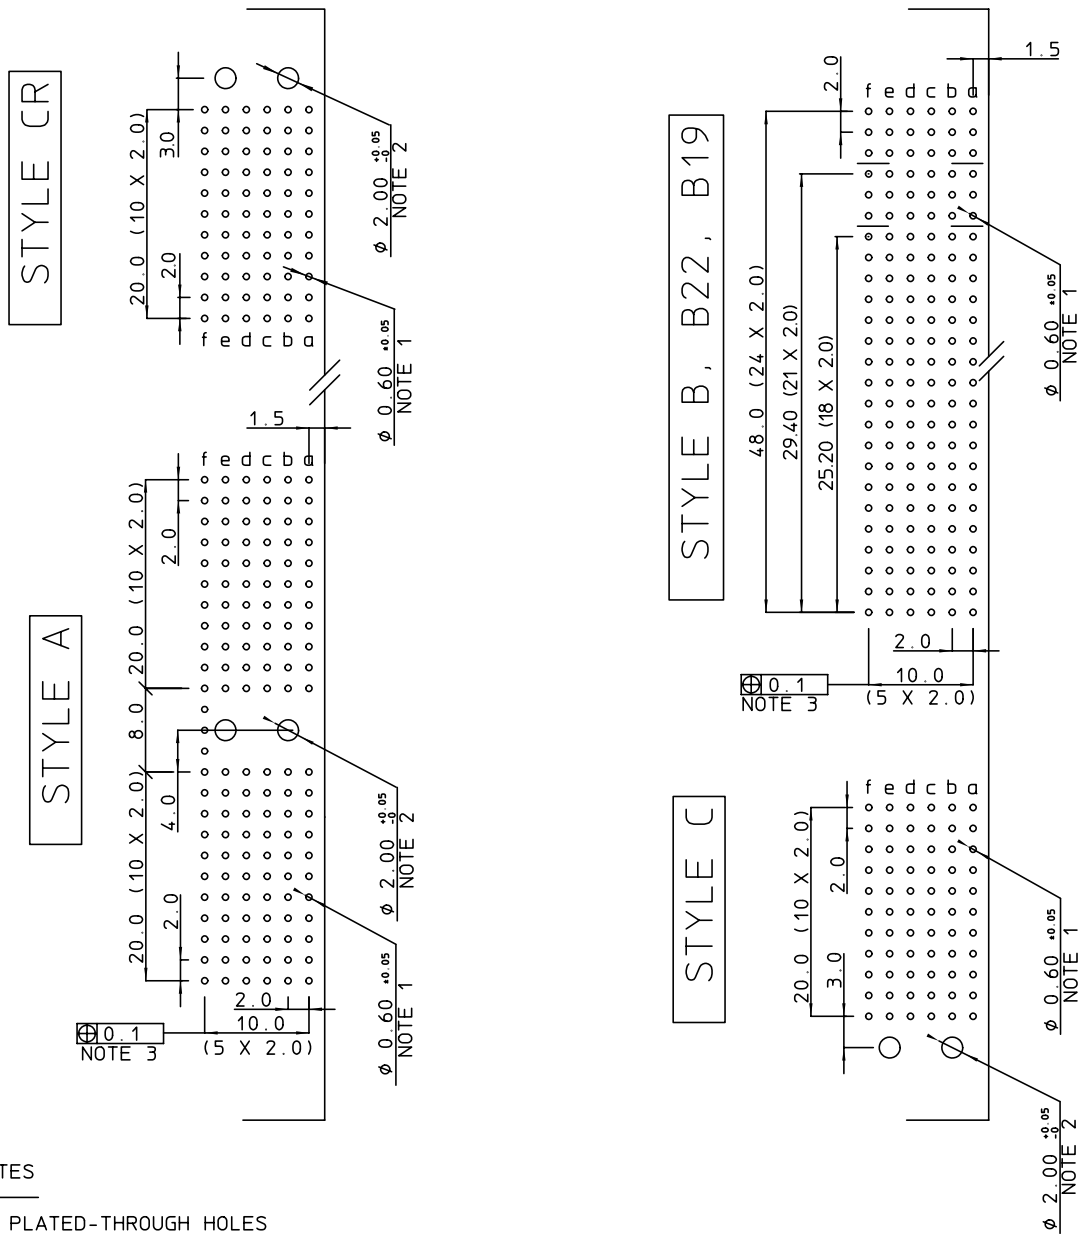 STYLE CR
20.0 (10 X 2.0)
3.0
2.0
f e d c b a
φ 2.00 +0.05 -0
NOTE 2
φ 0.60 ±0.05
NOTE 1
STYLE A
1.5
f e d c b a
20.0 (10 X 2.0)
2.0
8.0
4.0
20.0 (10 X 2.0)
2.0
φ 2.00 +0.05 -0
NOTE 2
φ 0.60 ±0.05
NOTE 1
2.0
10.0
(5 X 2.0)
⌖ 0.1
NOTE 3
STYLE B, B22, B19
2.0
f e d c b a
1.5
48.0 (24 X 2.0)
29.40 (21 X 2.0)
25.20 (18 X 2.0)
φ 0.60 ±0.05
NOTE 1
2.0
10.0
(5 X 2.0)
⌖ 0.1
NOTE 3
STYLE C
f e d c b a
20.0 (10 X 2.0)
2.0
3.0
φ 0.60 ±0.05
NOTE 1
φ 2.00 +0.05 -0
NOTE 2
TES
PLATED-THROUGH HOLES